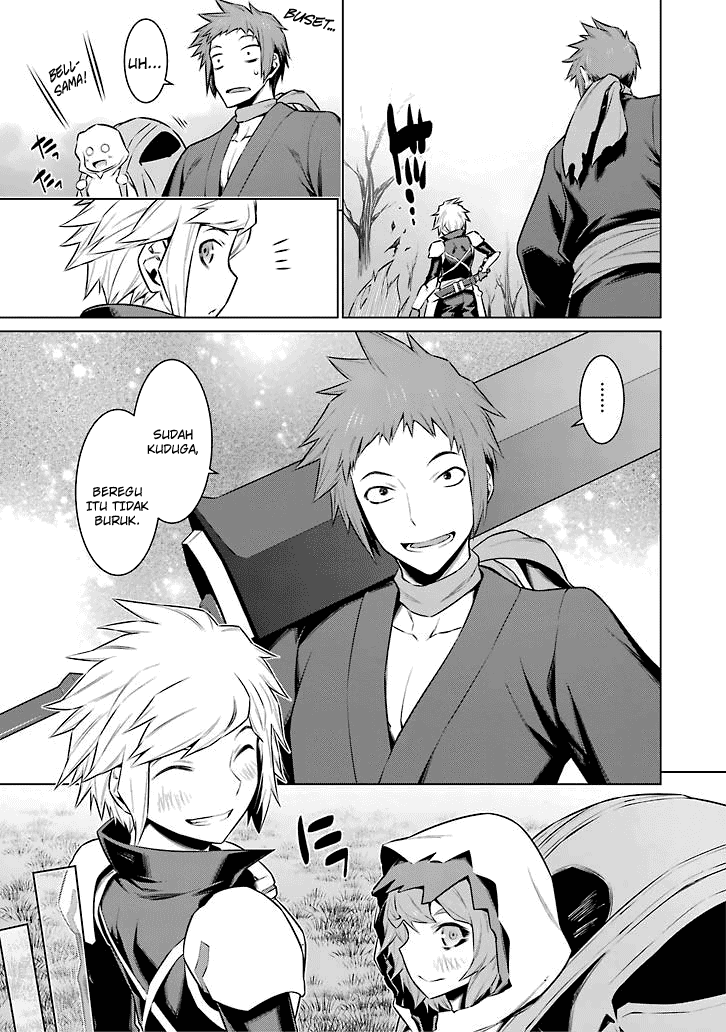 BUSET...
UH...
BELL-
SAMA!
......
SUDAH
KUDUGA,
BEREGU
ITU TIDAK
BURUK.